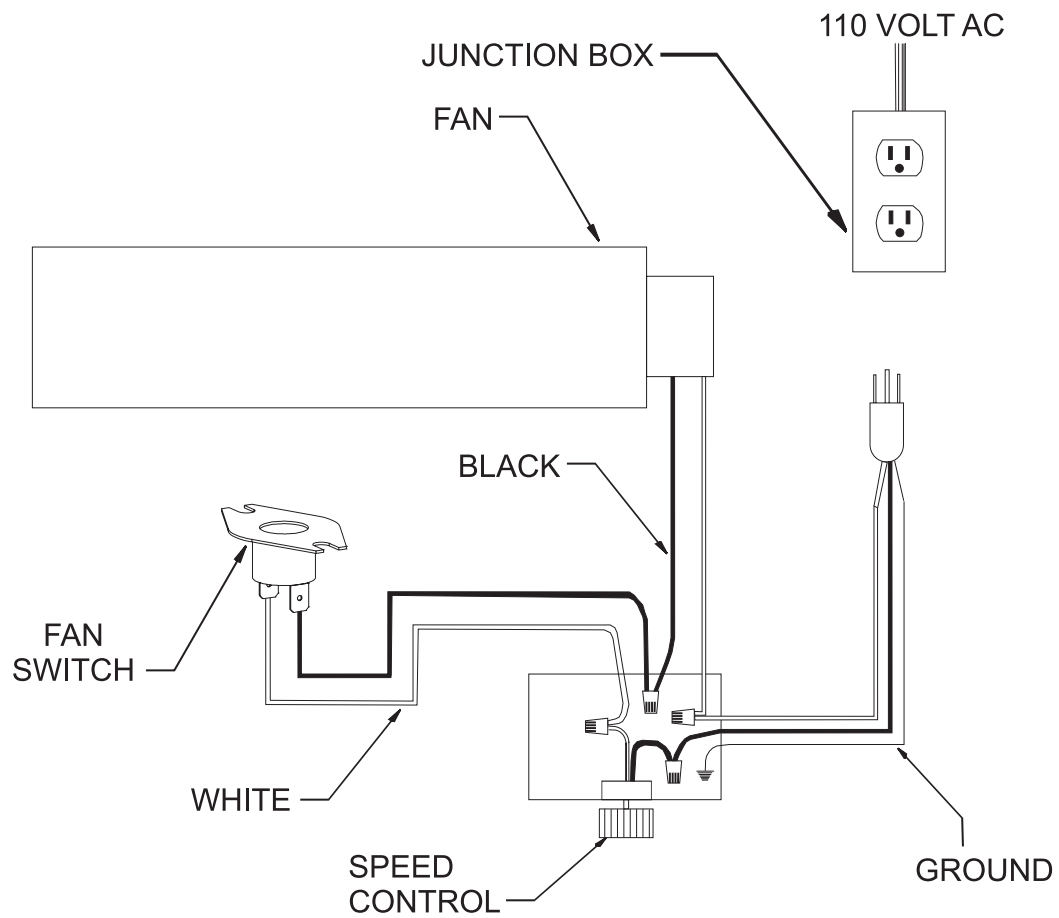 110 VOLT AC
JUNCTION BOX
FAN
BLACK
FAN
SWITCH
WHITE
SPEED
CONTROL
GROUND